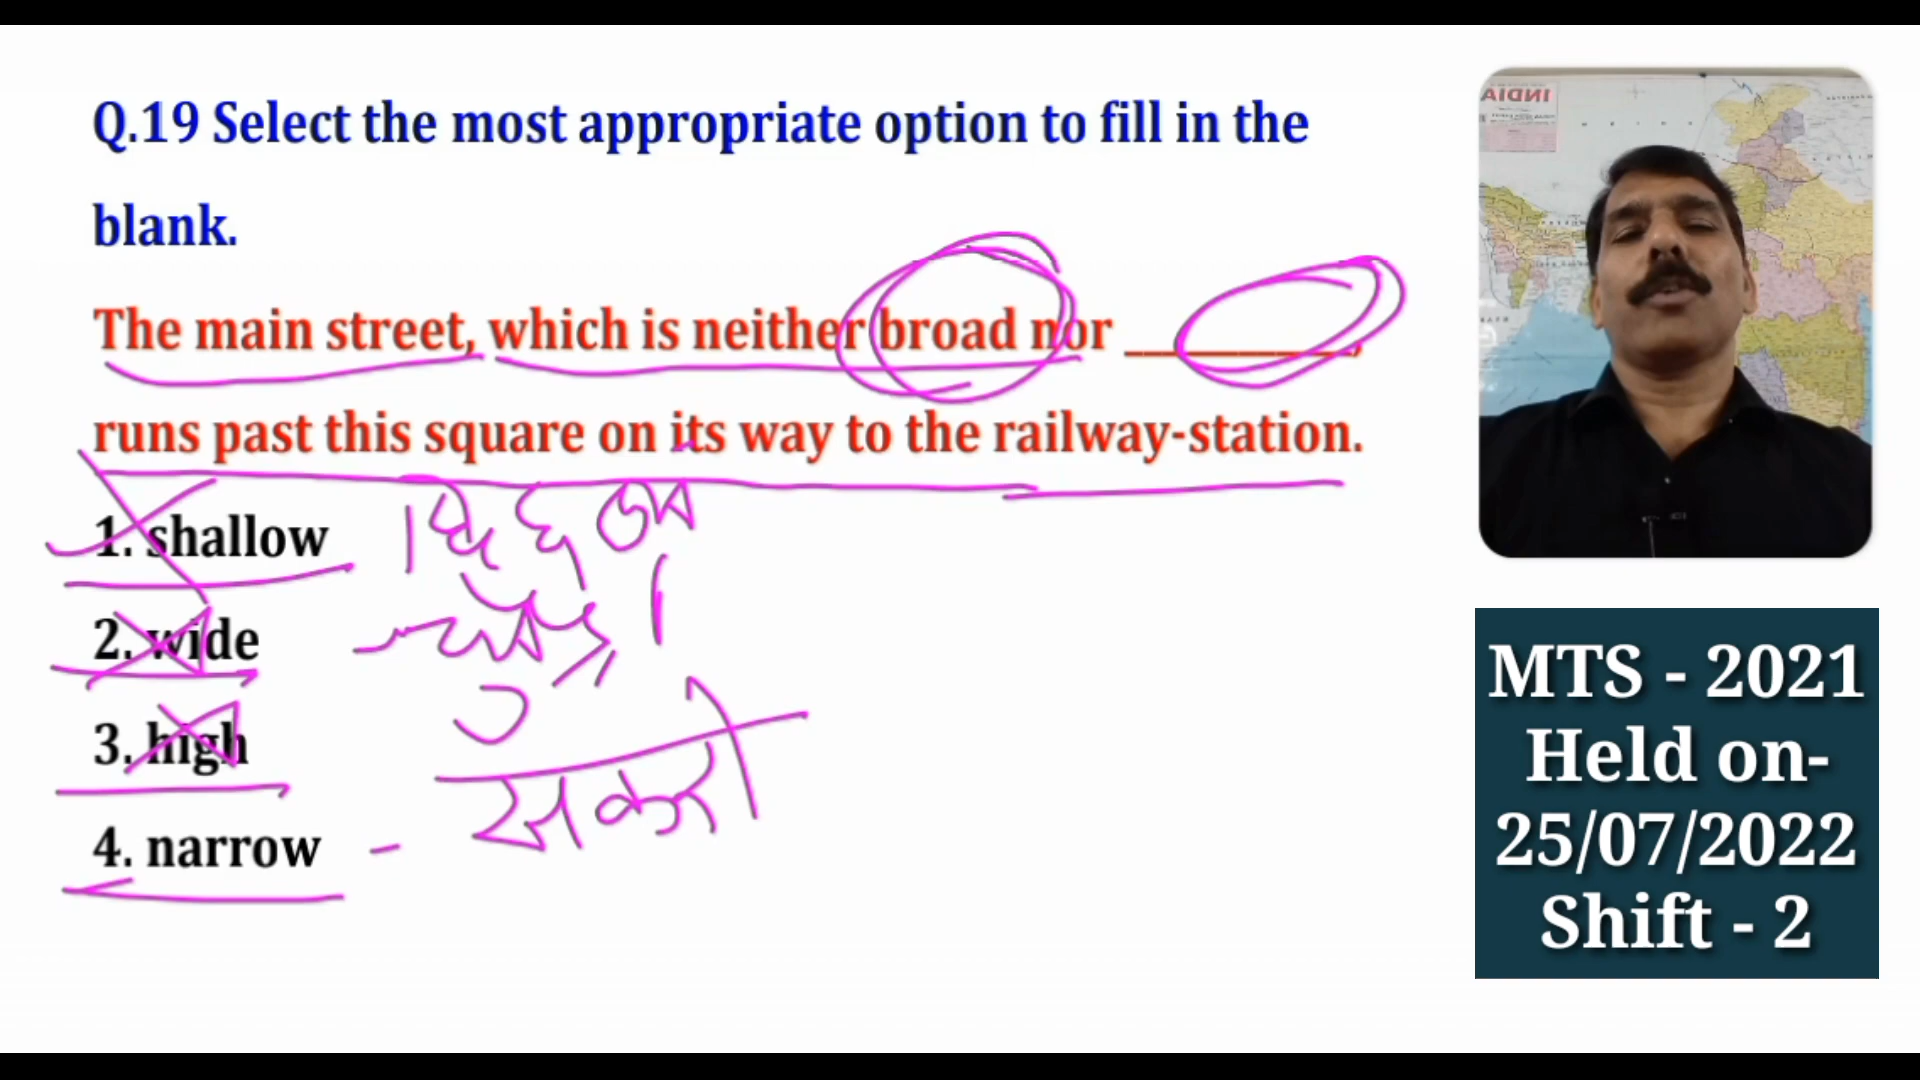 Q.19 Select the most appropriate option to fill in the
blank.
The main street, which is neither broad nor __________,
runs past this square on its way to the railway-station.
1. shallow
2. wide
3. high
4. narrow -
MTS - 2021
Held on-
25/07/2022
Shift - 2
INDIA